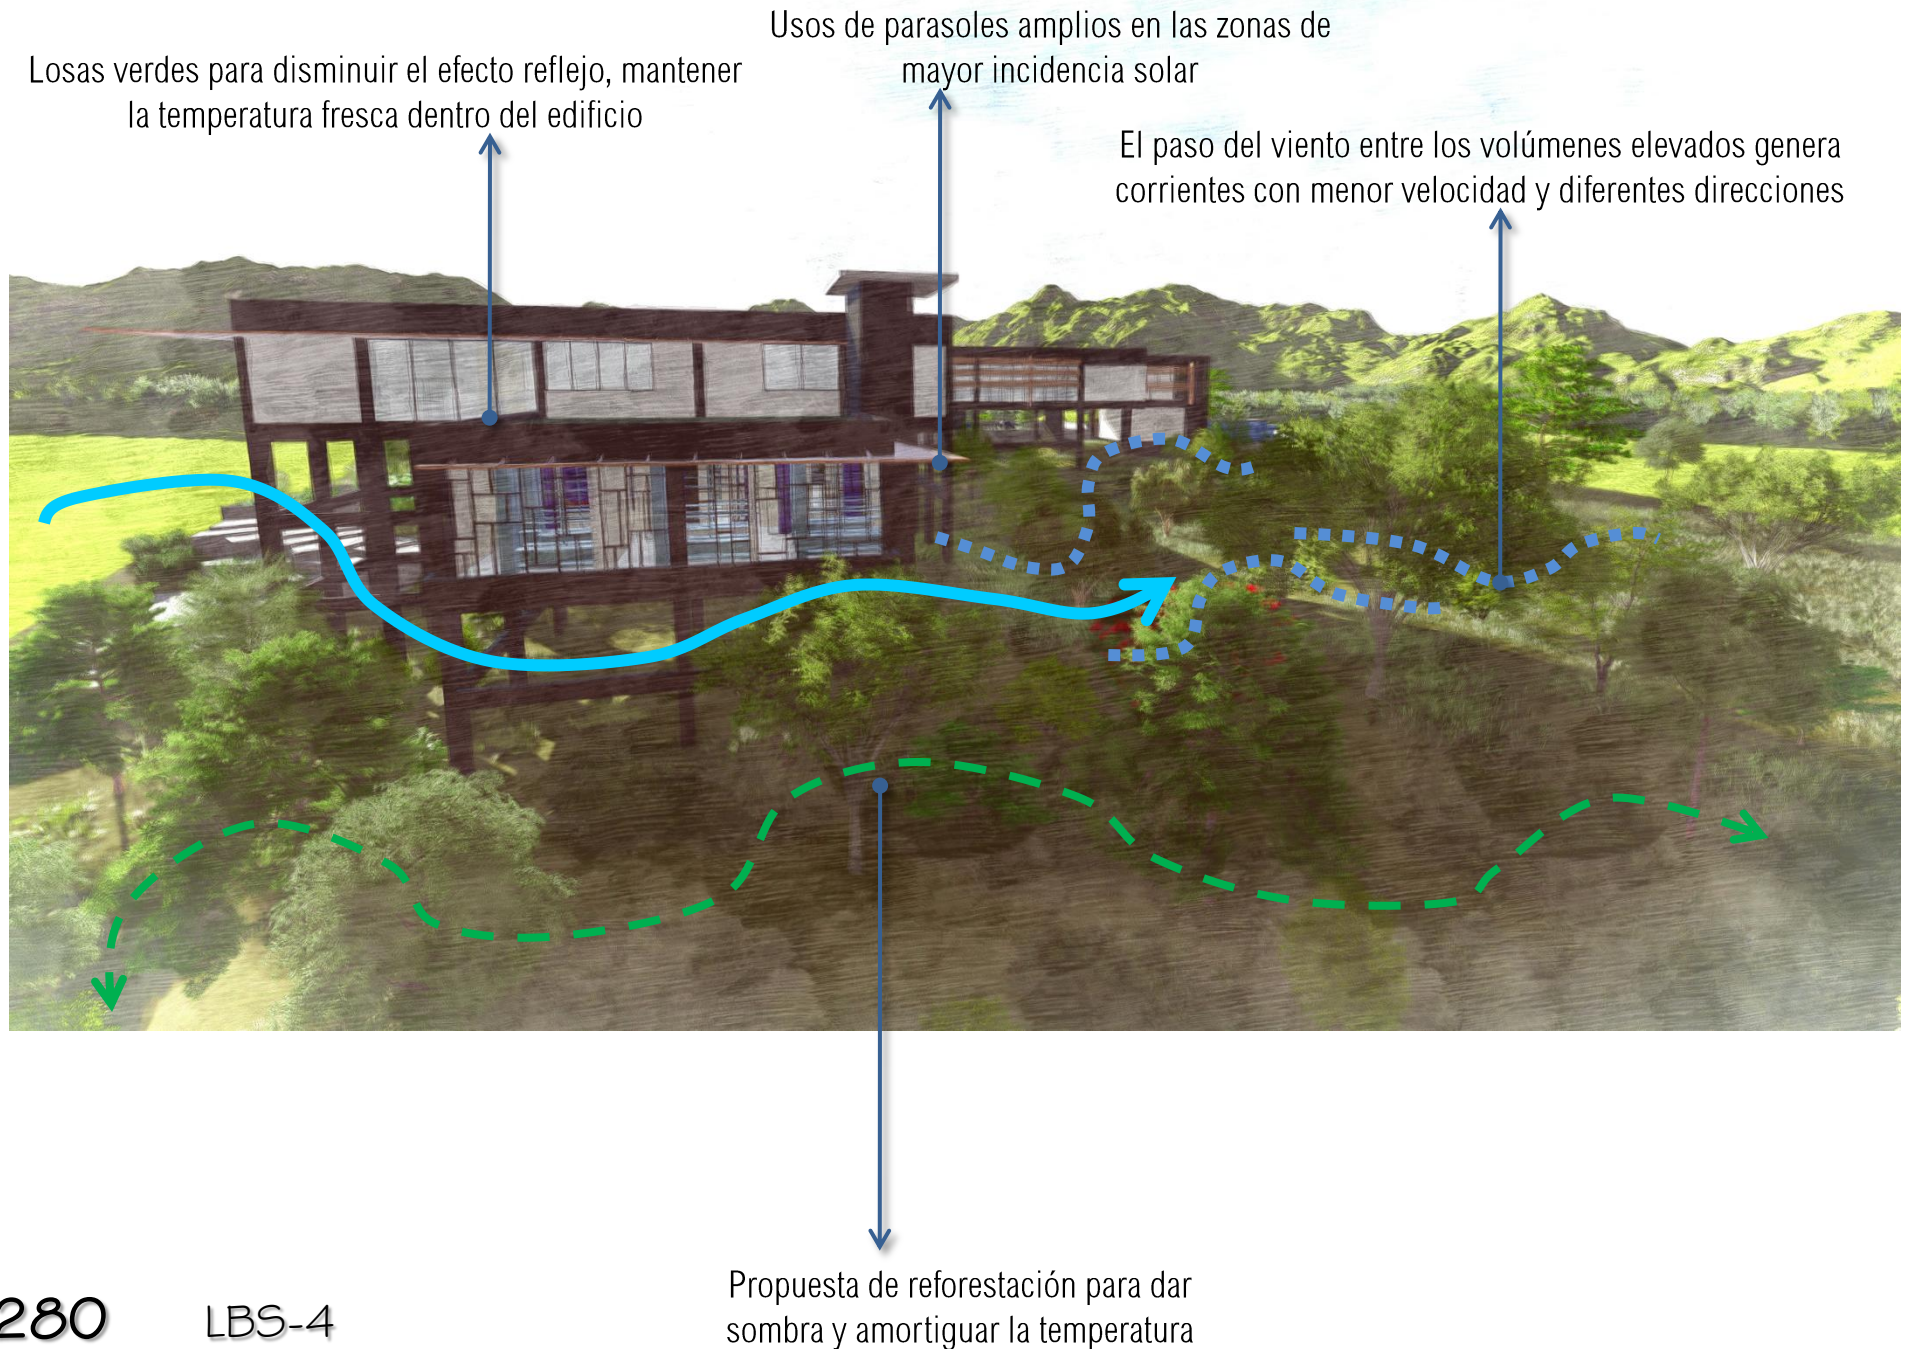 Usos de parasoles amplios en las zonas de
mayor incidencia solar
Losas verdes para disminuir el efecto reflejo, mantener
la temperatura fresca dentro del edificio
El paso del viento entre los volúmenes elevados genera
corrientes con menor velocidad y diferentes direcciones
Propuesta de reforestación para dar
sombra y amortiguar la temperatura
280 LBS-4